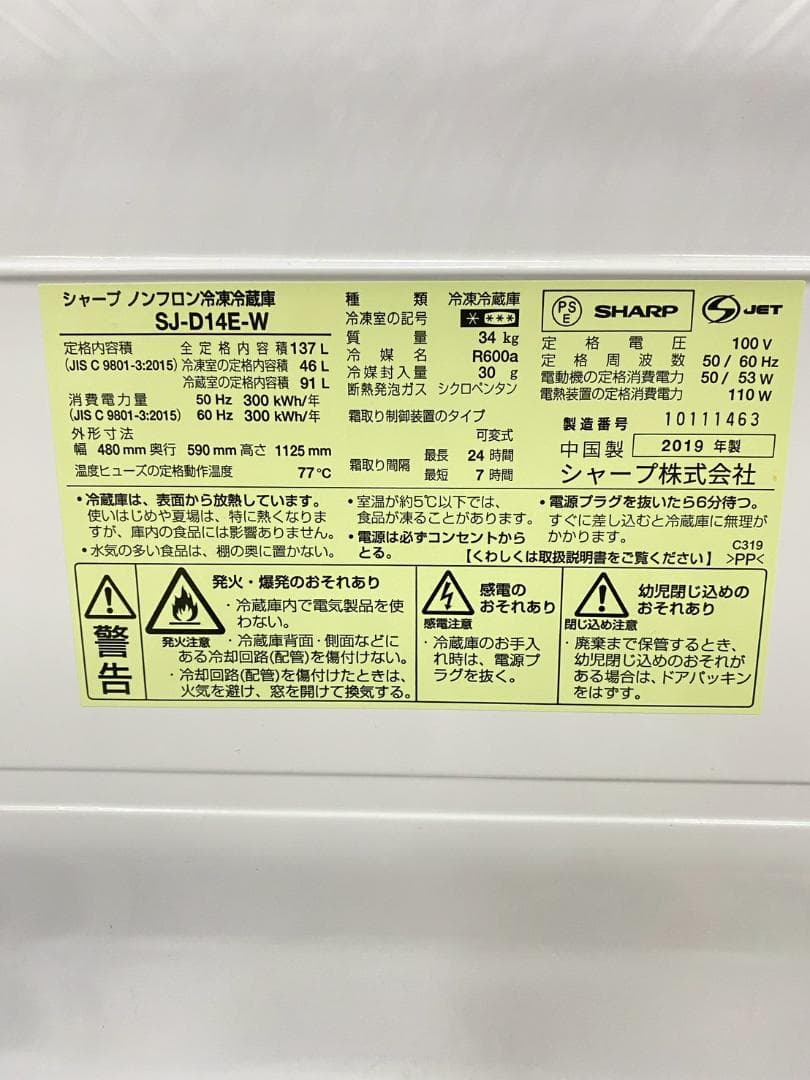 シャープ ノンフロン冷凍冷蔵庫
SJ-D14E-W
定格内容積 全定格内容積 137 L
(JIS C 9801-3:2015) 冷凍室の定格内容積 46 L
冷蔵室の定格内容積 91 L
消費電力量 50 Hz 300 kWh/年
(JIS C 9801-3:2015) 60 Hz 300 kWh/年
外形寸法
幅 480 mm 奥行 590 mm 高さ 1125 mm
温度ヒューズの定格動作温度 77℃
種類 冷凍冷蔵庫
冷凍室の記号 * ***
質量 34 kg
冷媒名 R600a
冷媒封入量 30 g
断熱発泡ガス シクロペンタン
霜取り制御装置のタイプ
可変式
霜取り間隔 最長 24 時間
最短 7 時間
PSE SHARP S JET
定格電圧 100 V
定格周波数 50 / 60 Hz
電動機の定格消費電力 50 / 53 W
電熱装置の定格消費電力 110 W
製造番号 10111463
中国製 2019 年製
シャープ株式会社
・冷蔵庫は、表面から放熱しています。
使いはじめや夏場は、特に熱くなりま
すが、庫内の食品には影響ありません。
・水気の多い食品は、棚の奥に置かない。
・室温が約5℃以下では、
食品が凍ることがあります。
・電源は必ずコンセントから
とる。
・電源プラグを抜いたら6分待つ。
すぐに差し込むと冷蔵庫に無理が
かかります。
C319
【くわしくは取扱説明書をご覧ください】 >PP<
警告
発火・爆発のおそれあり
発火注意
・冷蔵庫内で電気製品を使
わない。
・冷蔵庫背面・側面などに
ある冷却回路(配管)を傷付けない。
・冷却回路(配管)を傷付けたときは、
火気を避け、窓を開けて換気する。
感電の
おそれあり
感電注意
・冷蔵庫のお手入
れ時は、電源プ
ラグを抜く。
幼児閉じ込めの
おそれあり
閉じ込め注意
・廃棄まで保管するとき、
幼児閉じ込めのおそれが
ある場合は、ドアパッキン
をはずす。